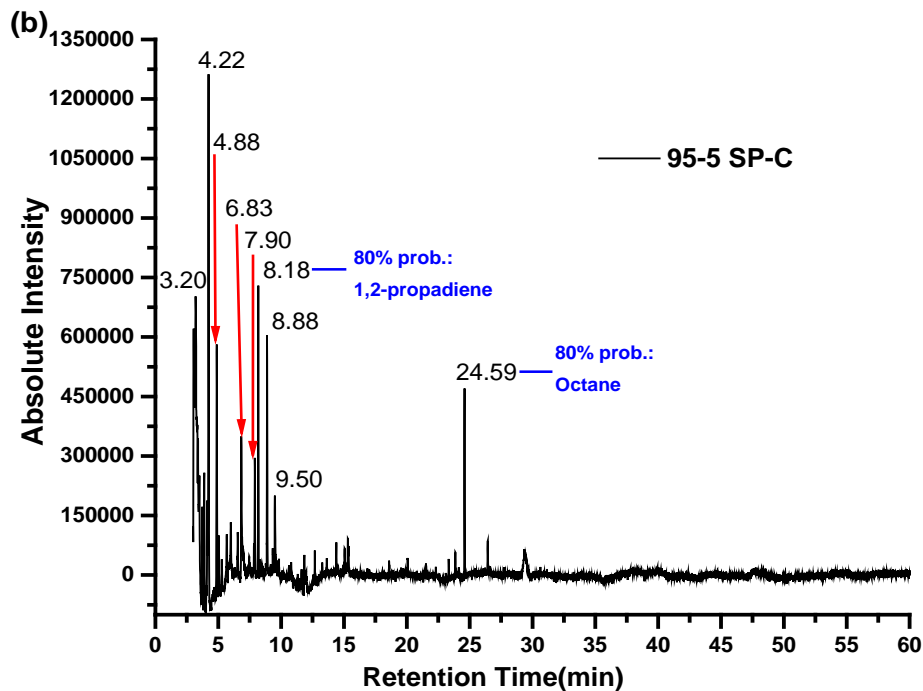 (b)
1350000
1200000
1050000
900000
750000
600000
450000
300000
150000
0
Absolute Intensity
4.22
4.88
6.83
7.90
3.20
8.18
80% prob.:
1,2-propadiene
8.88
9.50
24.59
80% prob.:
Octane
95-5 SP-C
0 5 10 15 20 25 30 35 40 45 50 55 60
Retention Time(min)